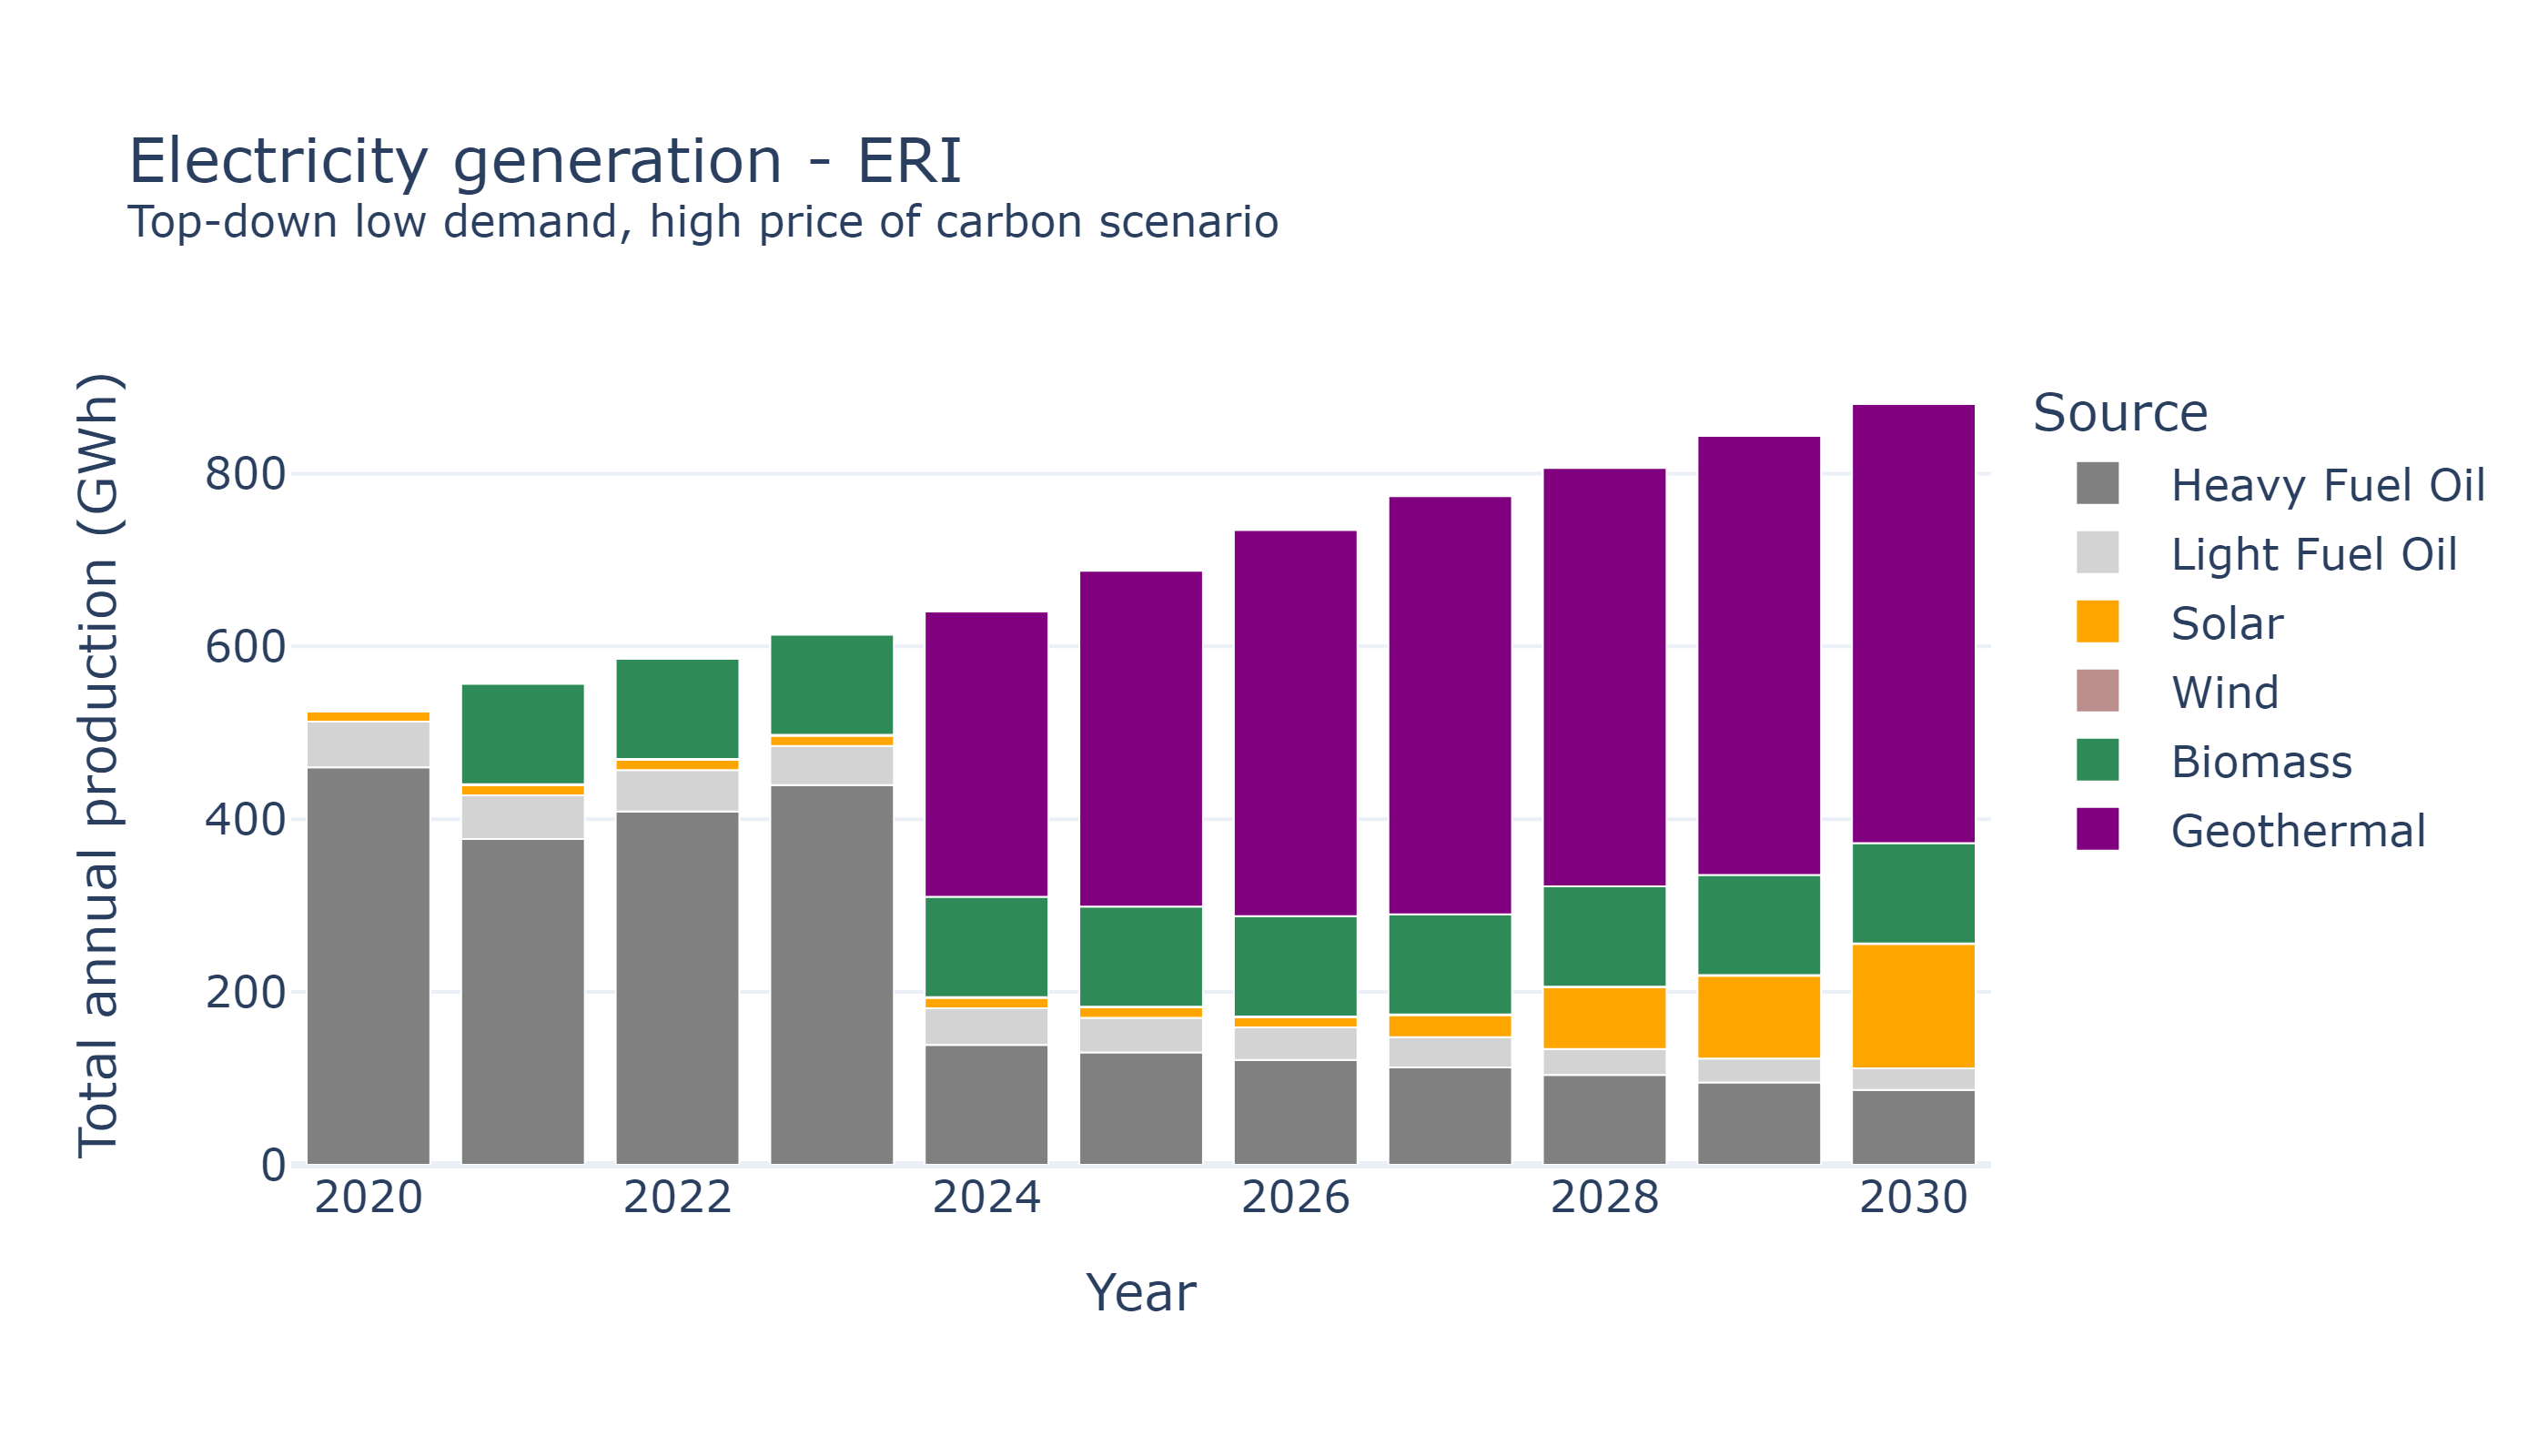 Electricity generation - ERI
Top-down low demand, high price of carbon scenario
Total annual production (GWh)
800
600
400
200
0
2020
2022
2024
2026
2028
2030
Year
Source
Heavy Fuel Oil
Light Fuel Oil
Solar
Wind
Biomass
Geothermal